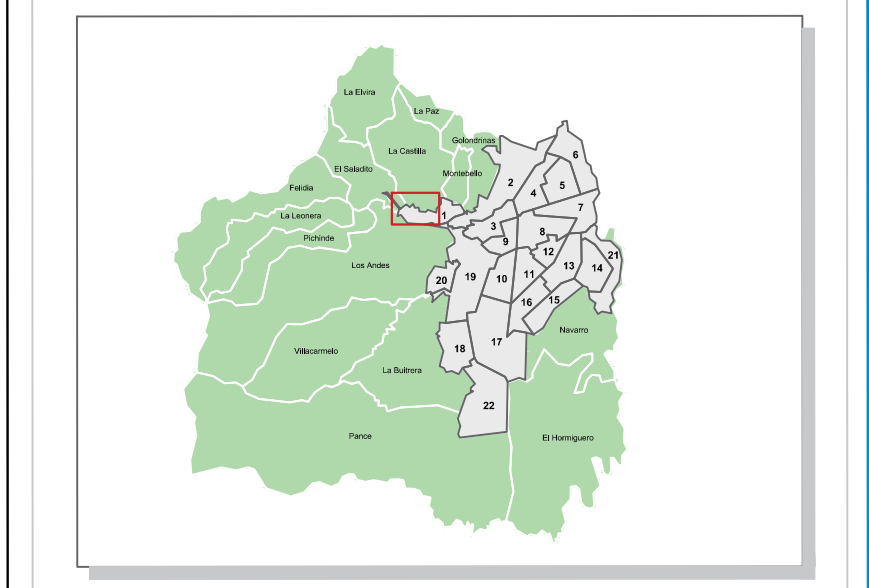 La Elvira
La Paz
Golondrinas
La Castilla
6
El Saladito
Montebello
2
5
4
Felidia
7
La Leonera
1
3
8
Pichinde
9
12
21
Los Andes
13
14
19
20
10
11
16
15
Navarro
17
Villacarmelo
18
La Buitrera
22
Pance
El Hormiguero